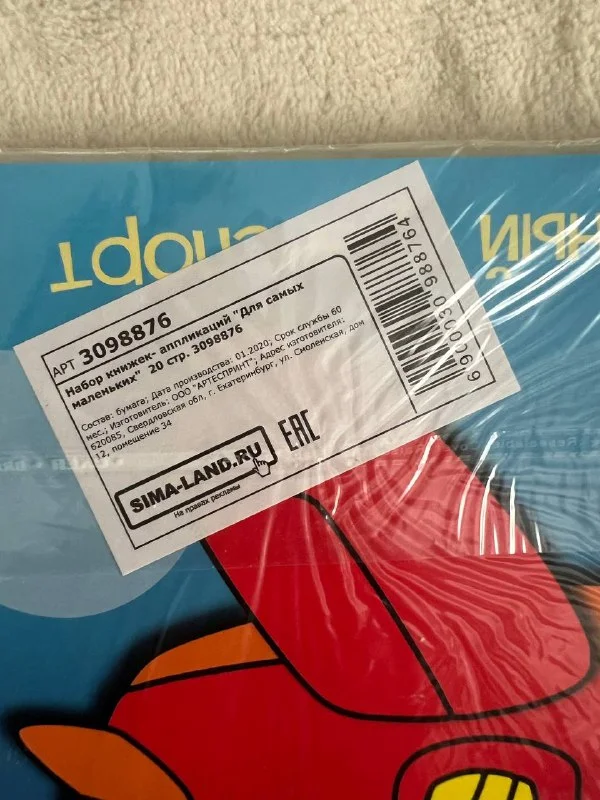 АРТ 3098876
Набор книжек- аппликаций "Для самых
маленьких" 20 стр. 3098876
Состав: бумага; Дата производства: 01.2020; Срок службы 60
мес.; Изготовитель: ООО "АРТЕСПРИНТ"; Адрес изготовителя:
620085, Свердловская обл, г. Екатеринбург, ул. Смоленская, дом
12, помещение 34
SIMA-LAND.RU
На правах рекламы
EAC
6900030988764